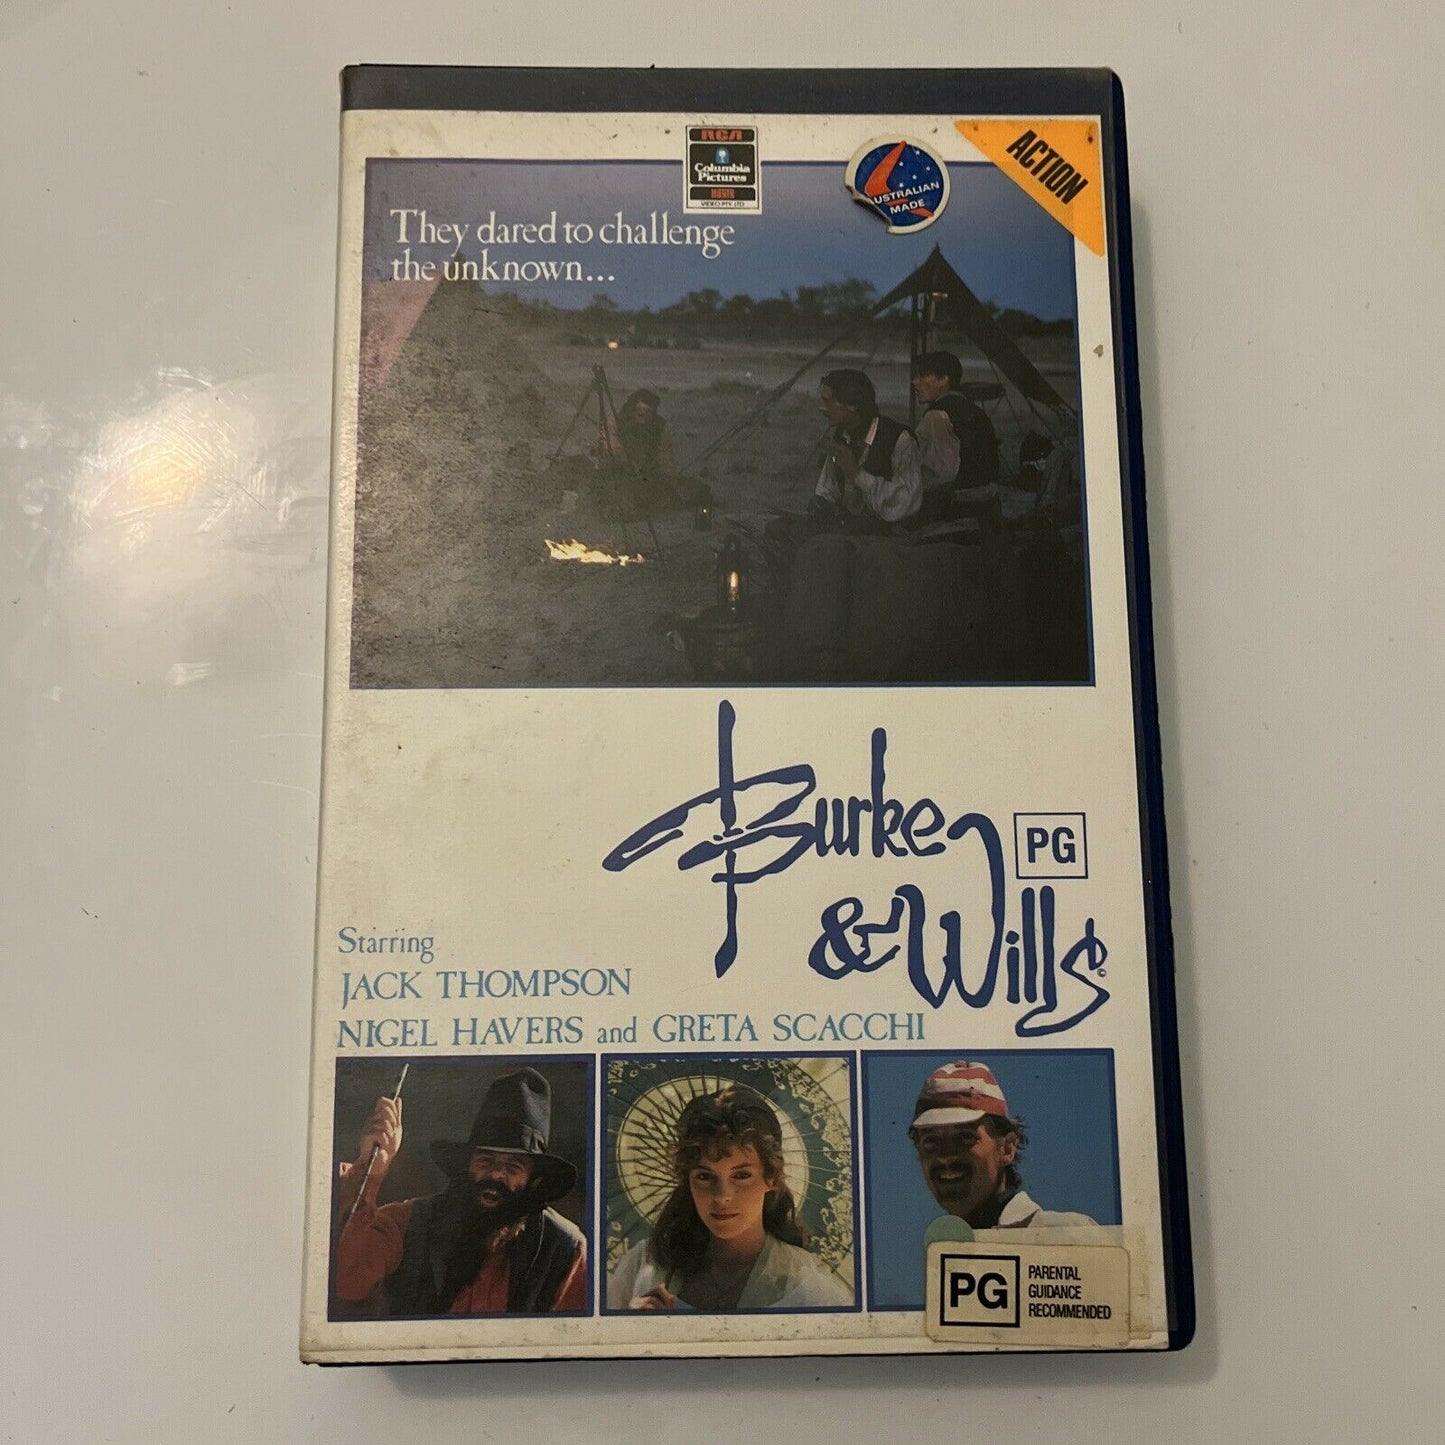 RCA
Columbia
Pictures
HOYTS
VIDEO PTY. LTD
USTRALIAN
MADE
ACTION
They dared to challenge
the unknown...
Burke
& Wills©
PG
Starring
JACK THOMPSON
NIGEL HAVERS and GRETA SCACCHI
PG
PARENTAL
GUIDANCE
RECOMMENDED